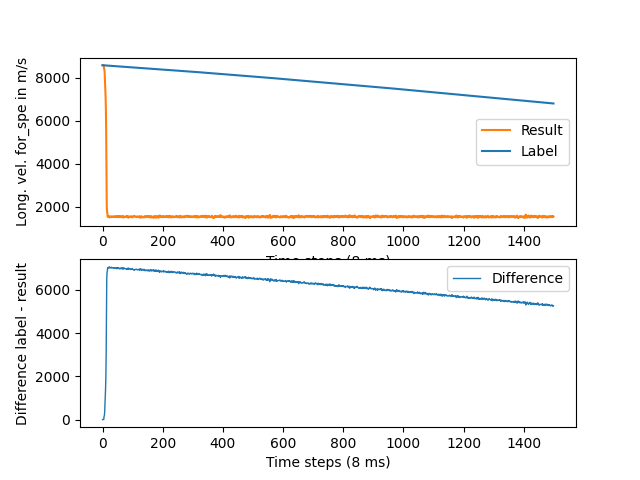 Long. vel. for_spe in m/s
8000
6000
4000
2000
Result
Label
0 200 400 600 800 1000 1200 1400
Time steps (8 ms)
Difference label - result
6000
4000
2000
0
Difference
0 200 400 600 800 1000 1200 1400
Time steps (8 ms)